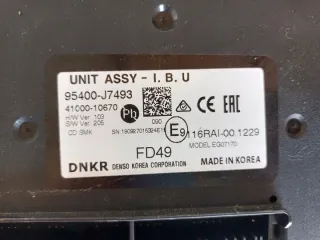 UNIT ASSY - I. B. U
95400-J7493
41000-10670
H/W Ver. 103
S/W Ver. 205
CD SMK
Pb
090
CE EAC
E9 116RAI-00.1229
MODEL
FD49
DNKR DENSO KOREA CORPORATION
MADE IN KOREA